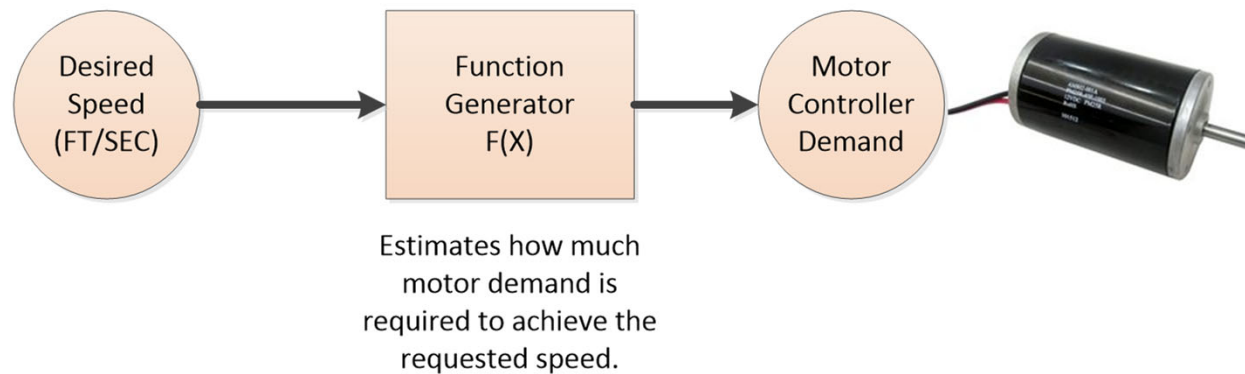 Desired
Speed
(FT/SEC)
Function
Generator
F(X)
Motor
Controller
Demand
Estimates how much
motor demand is
required to achieve the
requested speed.